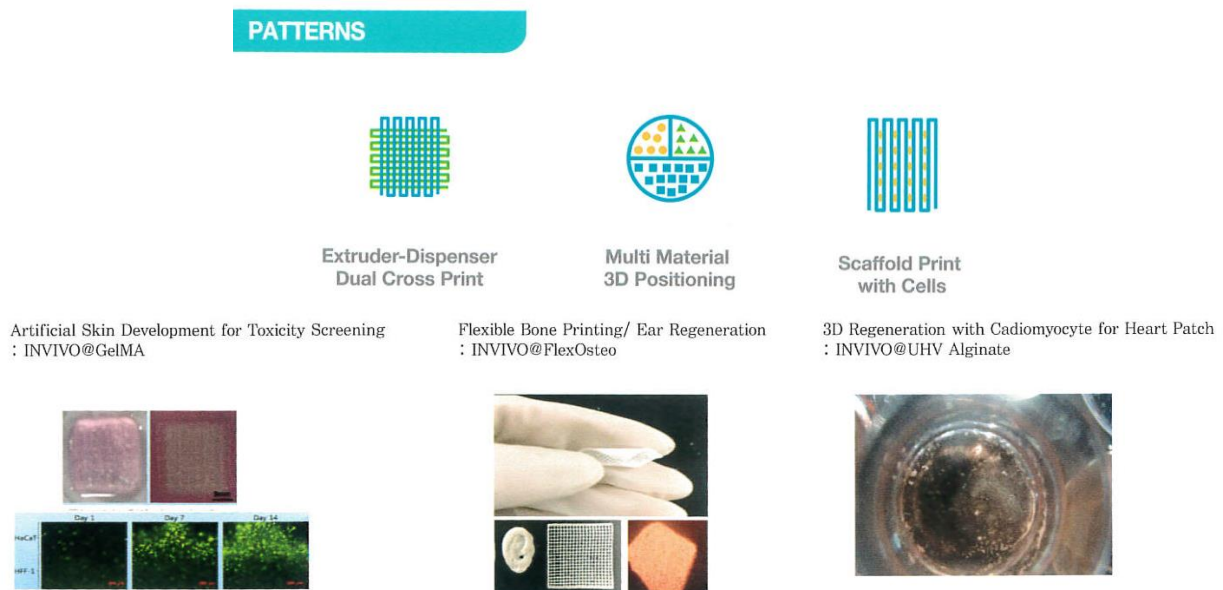 PATTERNS
Extruder-Dispenser
Dual Cross Print
Multi Material
3D Positioning
Scaffold Print
with Cells
Artificial Skin Development for Toxicity Screening
: INVIVO@GelMA
Flexible Bone Printing/ Ear Regeneration
: INVIVO@FlexOsteo
3D Regeneration with Cadiomyocyte for Heart Patch
: INVIVO@UHV Alginate
Day 1
Day 7
Day 14
HaCaT
HFF-1